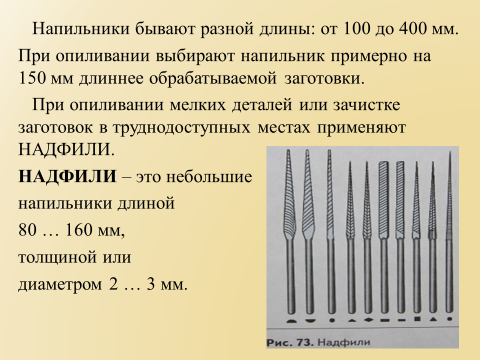 Напильники бывают разной длины: от 100 до 400 мм.
При опиливании выбирают напильник примерно на
150 мм длиннее обрабатываемой заготовки.
При опиливании мелких деталей или зачистке
заготовок в труднодоступных местах применяют
НАДФИЛИ.
НАДФИЛИ – это небольшие
напильники длиной
80 … 160 мм,
толщиной или
диаметром 2 … 3 мм.
Рис. 73. Надфили